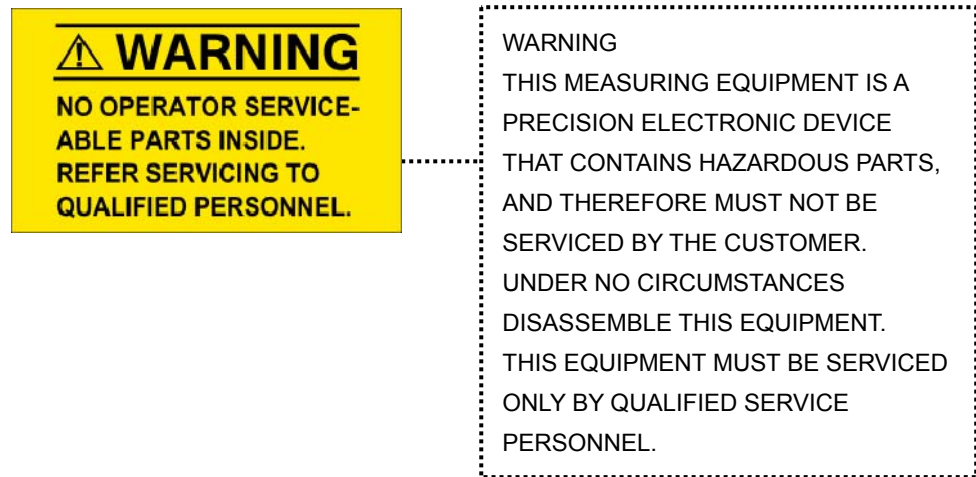 WARNING
NO OPERATOR SERVICE-
ABLE PARTS INSIDE.
REFER SERVICING TO
QUALIFIED PERSONNEL.
WARNING
THIS MEASURING EQUIPMENT IS A
PRECISION ELECTRONIC DEVICE
THAT CONTAINS HAZARDOUS PARTS,
AND THEREFORE MUST NOT BE
SERVICED BY THE CUSTOMER.
UNDER NO CIRCUMSTANCES
DISASSEMBLE THIS EQUIPMENT.
THIS EQUIPMENT MUST BE SERVICED
ONLY BY QUALIFIED SERVICE
PERSONNEL.